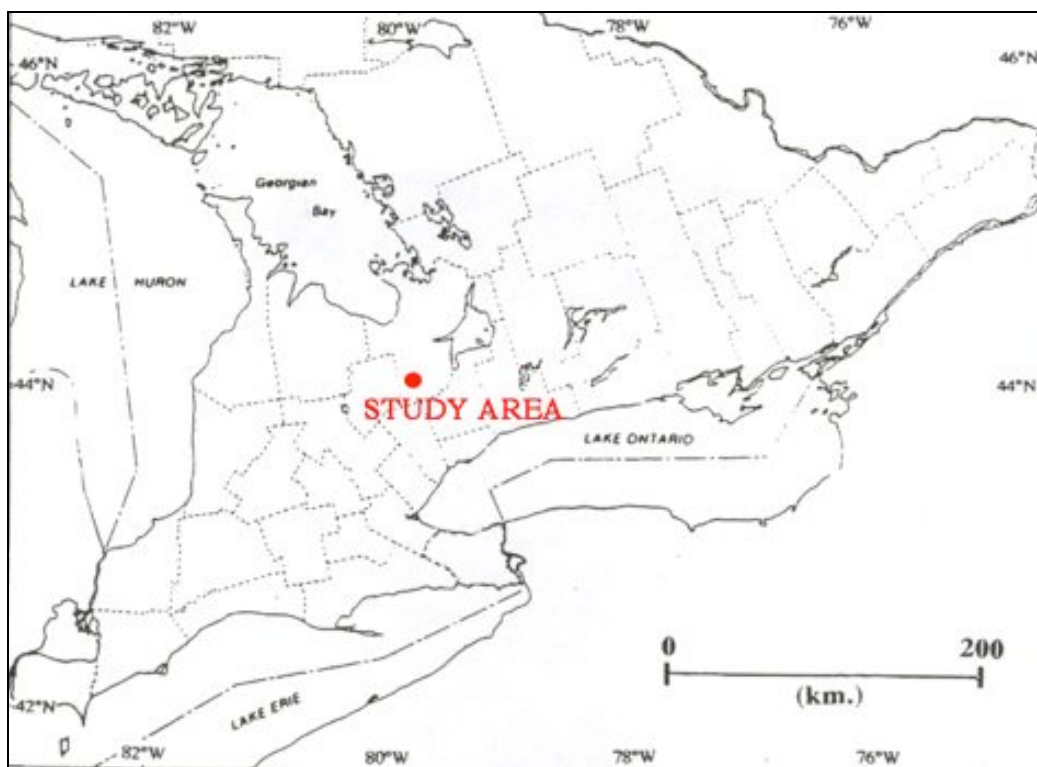 82°W 80°W 78°W 76°W
46°N 46°N
Georgian
Bay
LAKE HURON
44°N 44°N
STUDY AREA
LAKE ONTARIO
0 200
(km.)
42°N
LAKE ERIE
82°W 80°W 78°W 76°W